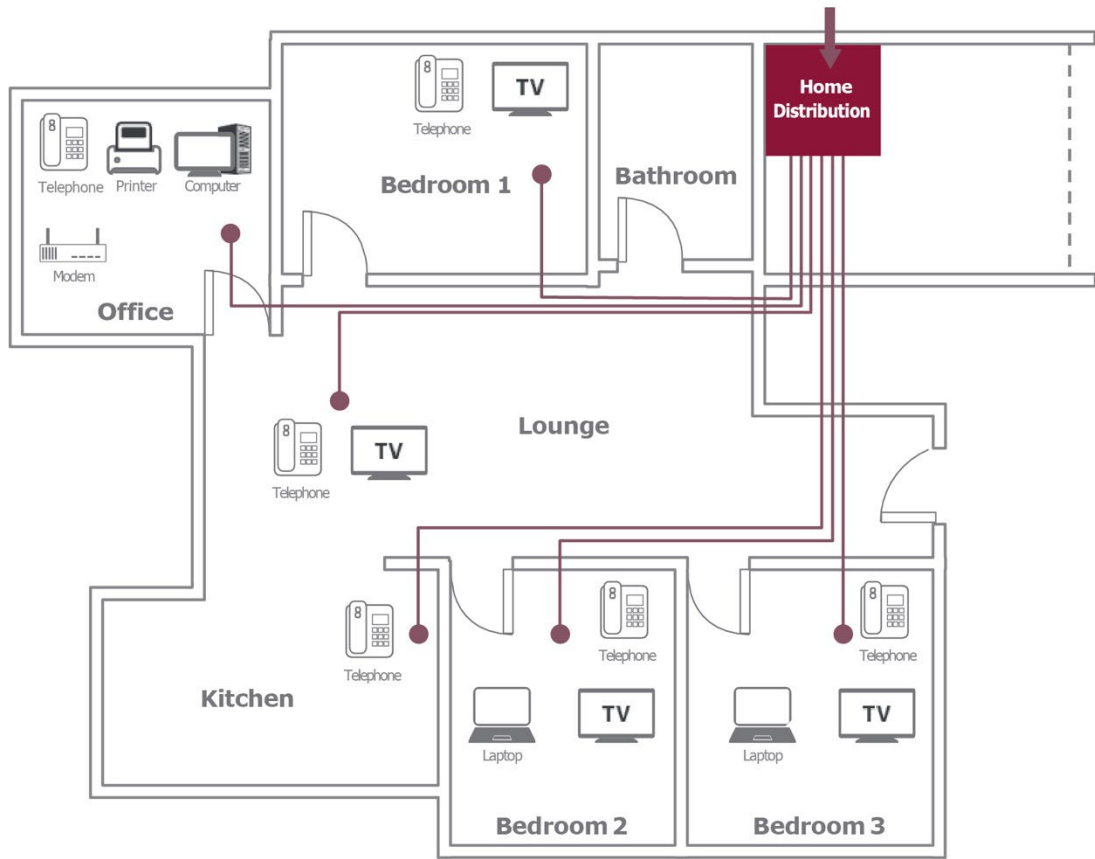 Home
Distribution
TV
Telephone
Bedroom 1
Bathroom
Telephone
Printer
Computer
Modem
Office
Lounge
TV
Telephone
Telephone
Kitchen
Telephone
TV
Laptop
Bedroom 2
Telephone
TV
Laptop
Bedroom 3